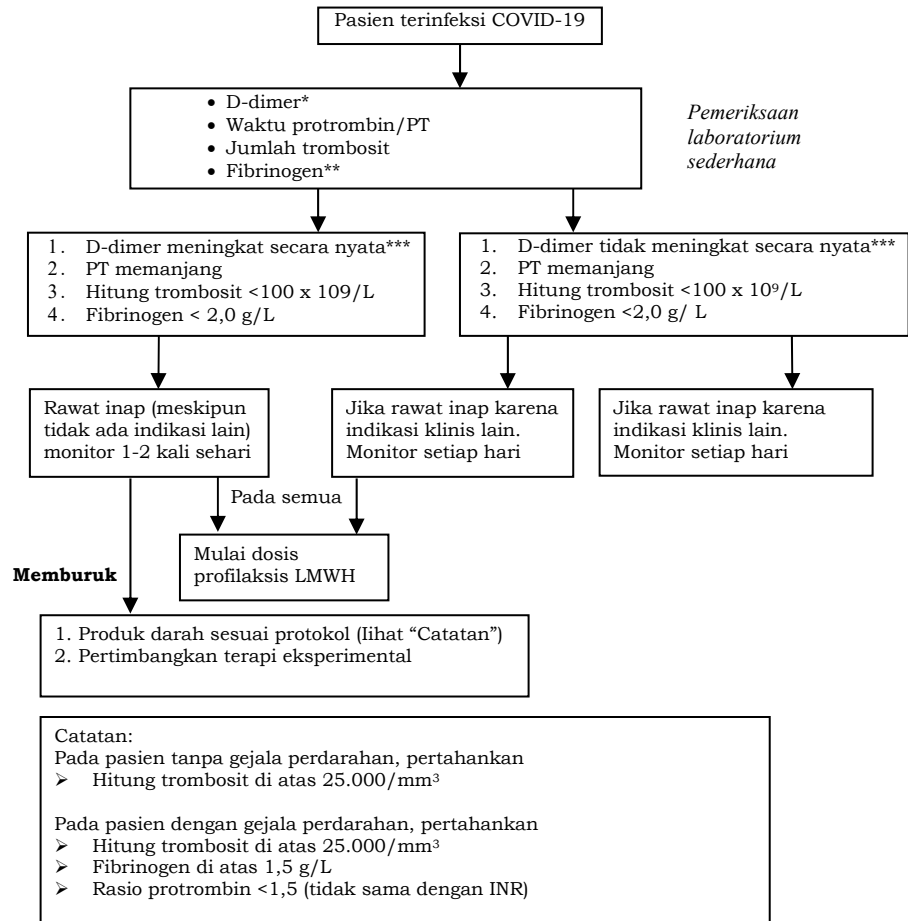 Pasien terinfeksi COVID-19
• D-dimer*
• Waktu protrombin/PT
• Jumlah trombosit
• Fibrinogen**
Pemeriksaan
laboratorium
sederhana
1. D-dimer meningkat secara nyata***
2. PT memanjang
3. Hitung trombosit <100 x 109/L
4. Fibrinogen < 2,0 g/L
1. D-dimer tidak meningkat secara nyata***
2. PT memanjang
3. Hitung trombosit <100 x 10⁹/L
4. Fibrinogen <2,0 g/ L
Rawat inap (meskipun
tidak ada indikasi lain)
monitor 1-2 kali sehari
Jika rawat inap karena
indikasi klinis lain.
Monitor setiap hari
Jika rawat inap karena
indikasi klinis lain.
Monitor setiap hari
Pada semua
Mulai dosis
profilaksis LMWH
Memburuk
1. Produk darah sesuai protokol (Iihat “Catatan”)
2. Pertimbangkan terapi eksperimental
Catatan:
Pada pasien tanpa gejala perdarahan, pertahankan
➢ Hitung trombosit di atas 25.000/mm³
Pada pasien dengan gejala perdarahan, pertahankan
➢ Hitung trombosit di atas 25.000/mm³
➢ Fibrinogen di atas 1,5 g/L
➢ Rasio protrombin <1,5 (tidak sama dengan INR)